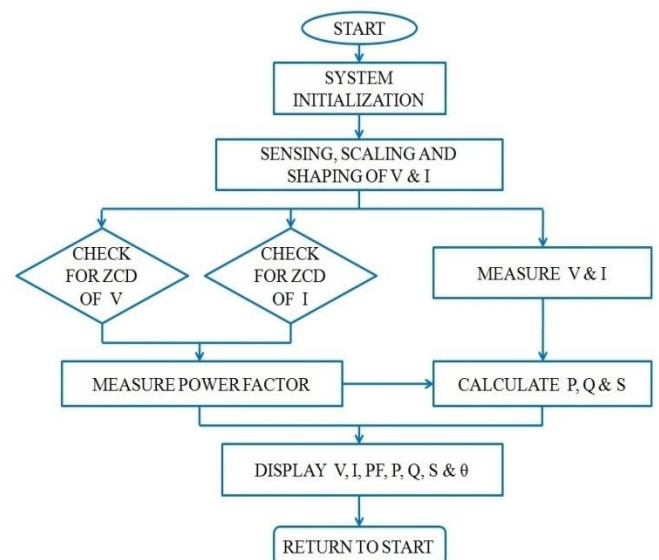 START
SYSTEM
INITIALIZATION
SENSING, SCALING AND
SHAPING OF V & I
CHECK
FOR ZCD
OF V
CHECK
FOR ZCD
OF I
MEASURE V & I
MEASURE POWER FACTOR
CALCULATE P, Q & S
DISPLAY V, I, PF, P, Q, S & θ
RETURN TO START